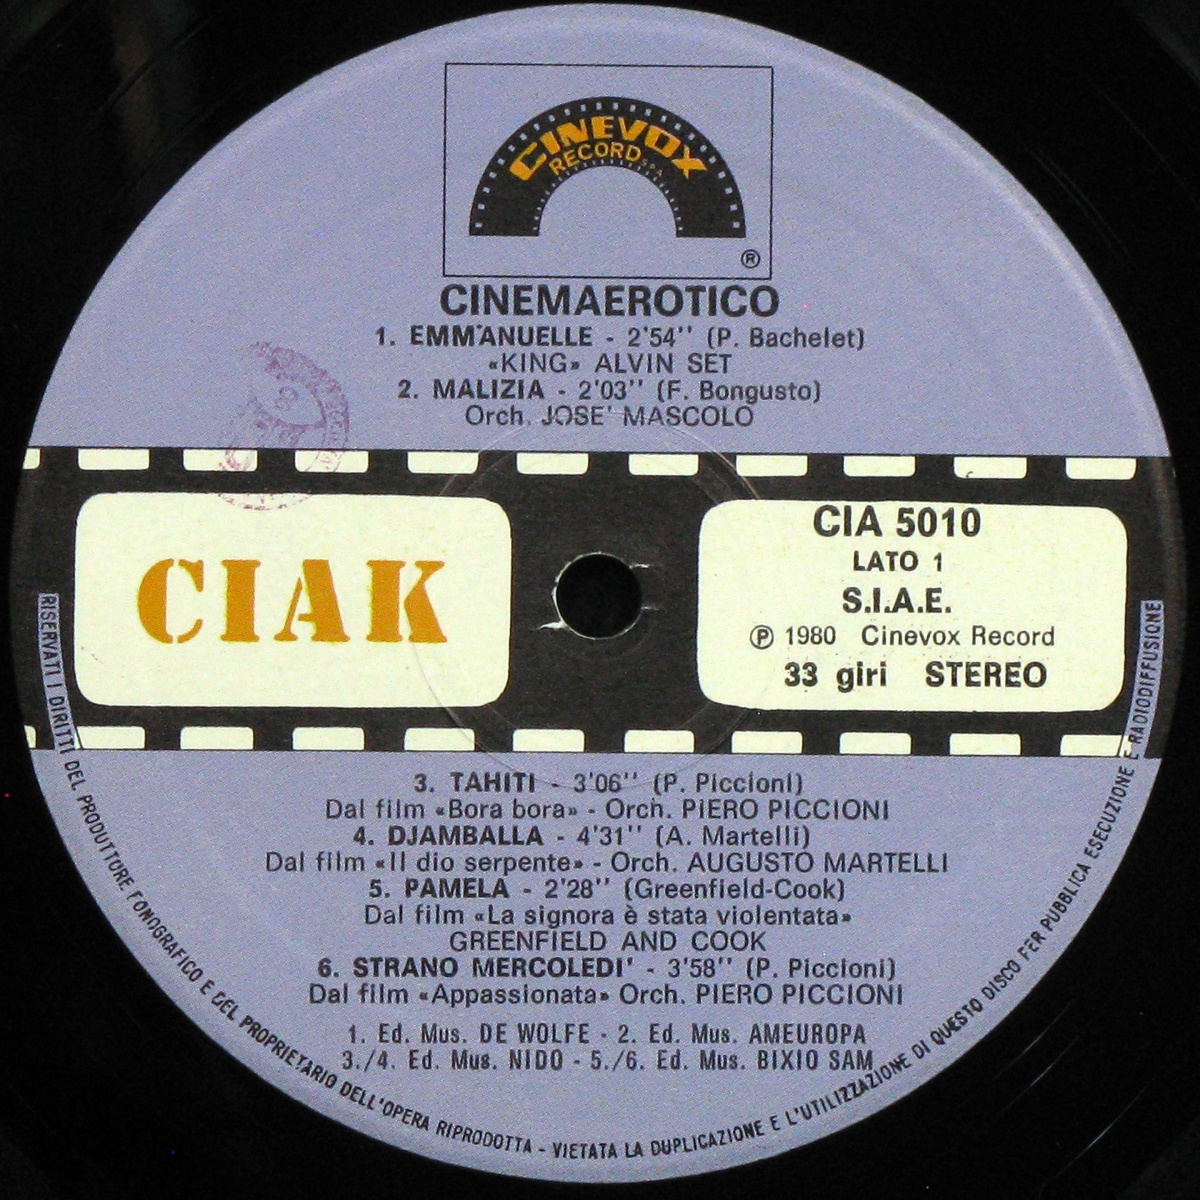 CINEVOX
RECORD S.P.A.
®
CINEMAEROTICO
1. EMMANUELLE - 2'54'' (P. Bachelet)
«KING» ALVIN SET
2. MALIZIA - 2'03'' (F. Bongusto)
Orch. JOSE' MASCOLO
CIAK
CIA 5010
LATO 1
S.I.A.E.
℗ 1980 Cinevox Record
33 giri STEREO
3. TAHITI - 3'06'' (P. Piccioni)
Dal film «Bora bora» - Orch. PIERO PICCIONI
4. DJAMBALLA - 4'31'' (A. Martelli)
Dal film «Il dio serpente» - Orch. AUGUSTO MARTELLI
5. PAMELA - 2'28'' (Greenfield-Cook)
Dal film «La signora è stata violentata»
GREENFIELD AND COOK
6. STRANO MERCOLEDI' - 3'58'' (P. Piccioni)
Dal film «Appassionata» Orch. PIERO PICCIONI
1. Ed. Mus. DE WOLFE - 2. Ed. Mus. AMEUROPA
3./4. Ed. Mus. NIDO - 5./6. Ed. Mus. BIXIO SAM
RISERVATI I DIRITTI DEL PRODUTTORE FONOGRAFICO E DEL PROPRIETARIO DELL'OPERA RIPRODOTTA - VIETATA LA DUPLICAZIONE E L'UTILIZZAZIONE DI QUESTO DISCO PER PUBBLICA ESECUZIONE E RADIODIFFUSIONE